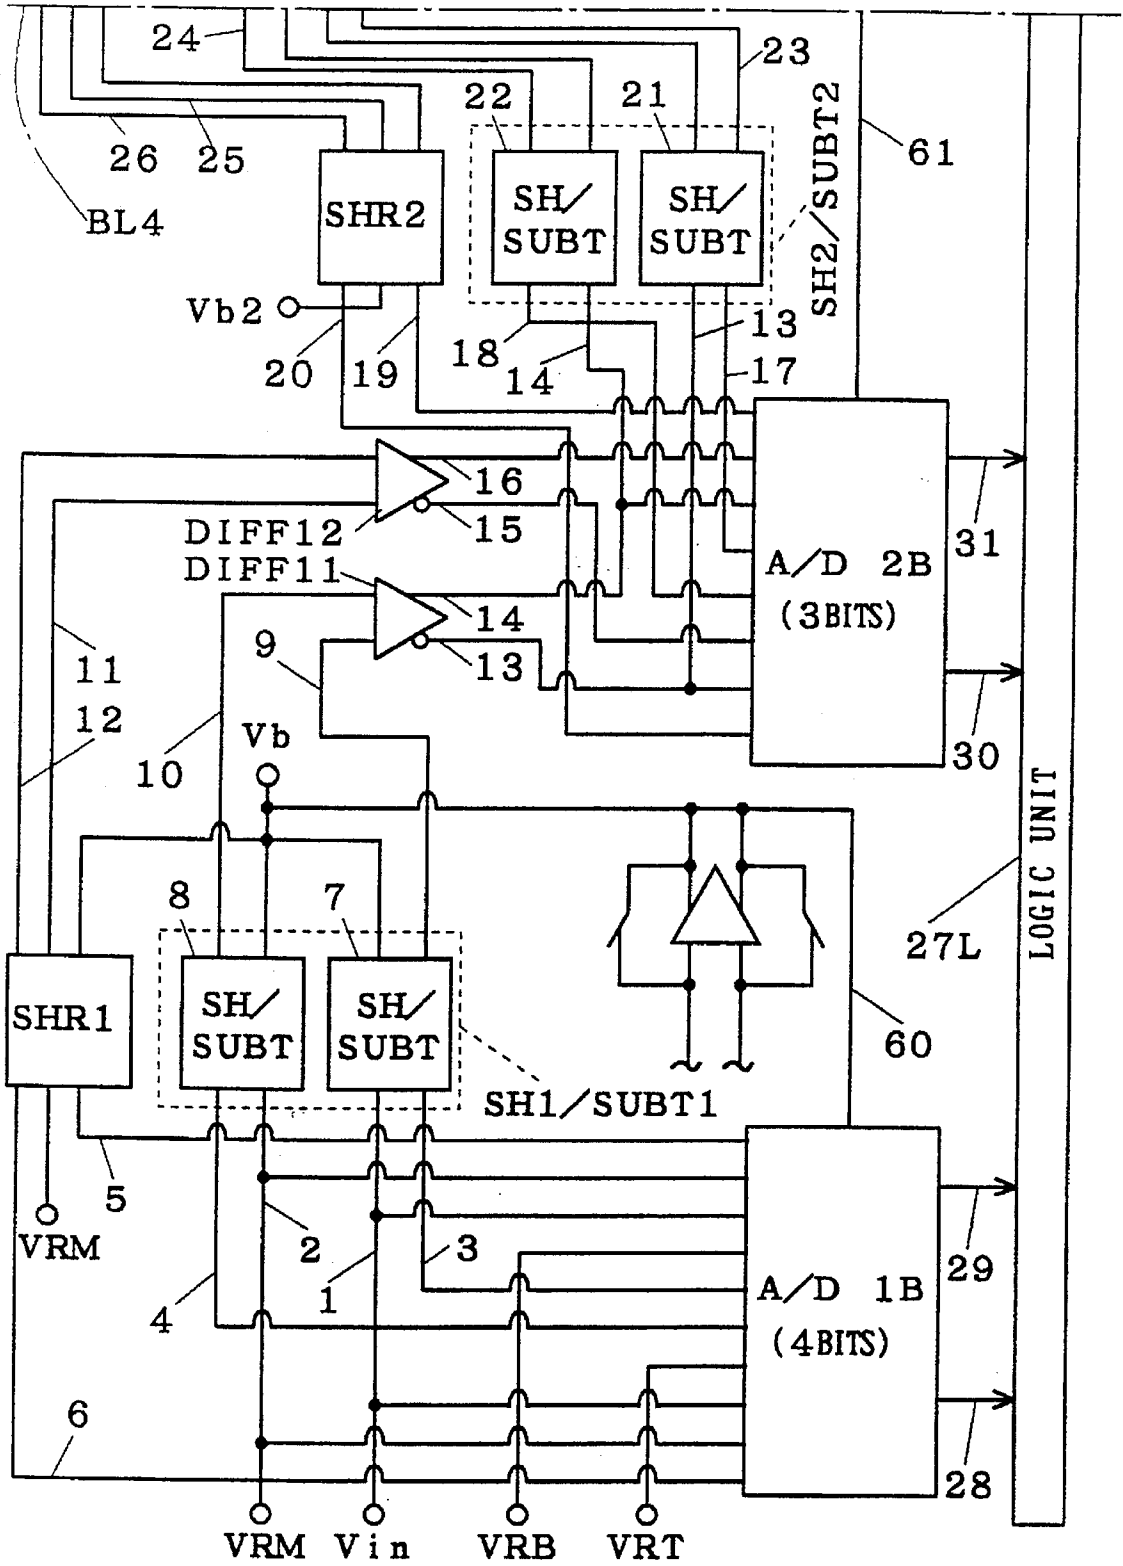 24
23
22
21
26
25
61
SH2/SUBT2
BL4
SHR2
SH/
SUBT
SH/
SUBT
Vb2
20
19
18
14
13
17
16
15
DIFF12
DIFF11
14
13
A/D 2B
(3BITS)
31
30
11
12
9
10
Vb
8
7
SHR1
SH/
SUBT
SH/
SUBT
SH1/SUBT1
27L
LOGIC UNIT
60
5
VRM
4
2
1
3
A/D 1B
(4BITS)
29
28
6
VRM
Vin
VRB
VRT